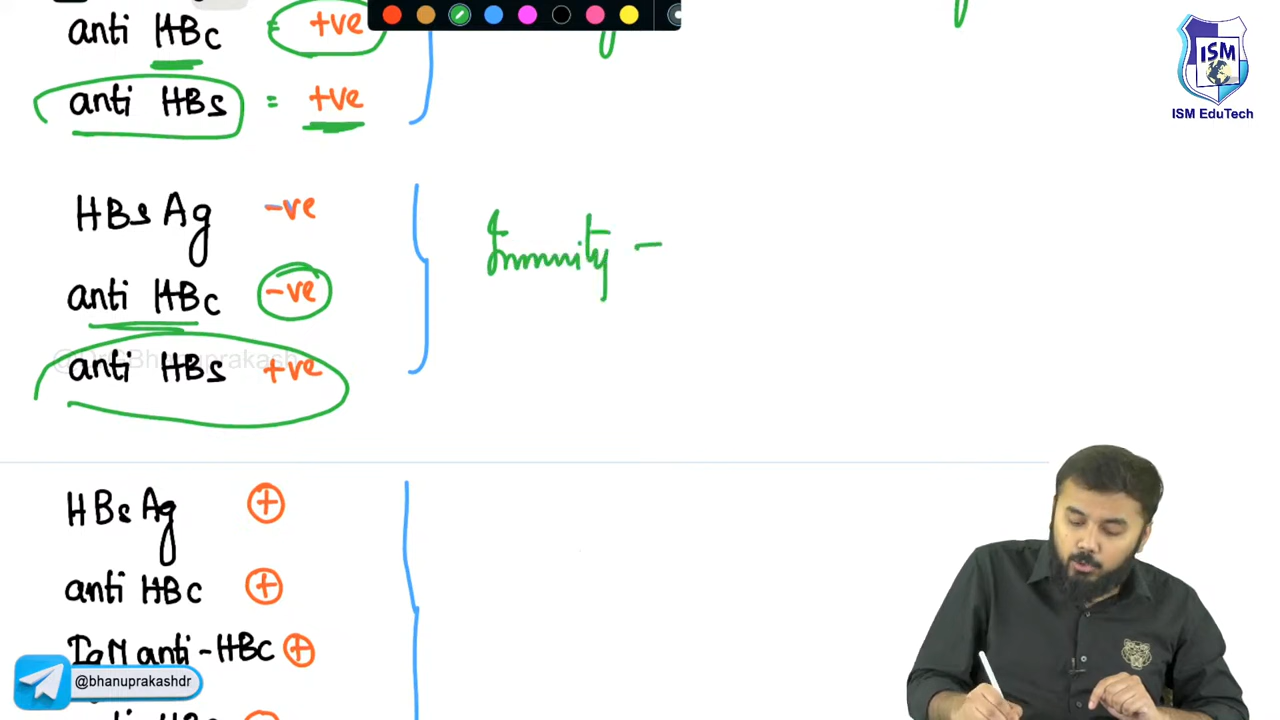 anti HBc = +ve
anti HBs = +ve
ISM
ISM EduTech
HBsAg -ve
Immunity -
anti HBc -ve
anti HBs +ve
HBsAg +
anti HBc +
IgM anti-HBc +
@bhanuprakashdr